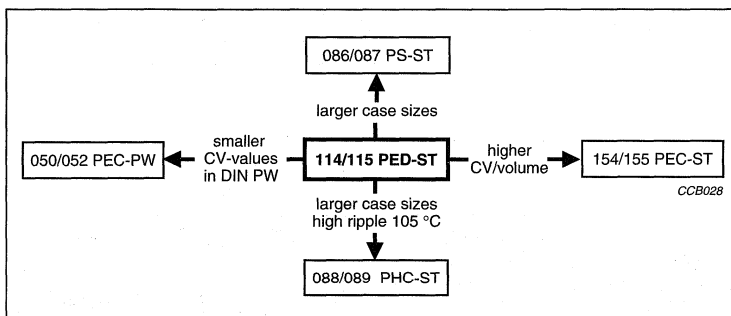 086/087 PS-ST
larger case sizes
050/052 PEC-PW
smaller
CV-values
in DIN PW
114/115 PED-ST
higher
CV/volume
154/155 PEC-ST
CCB028
larger case sizes
high ripple 105 °C
088/089 PHC-ST